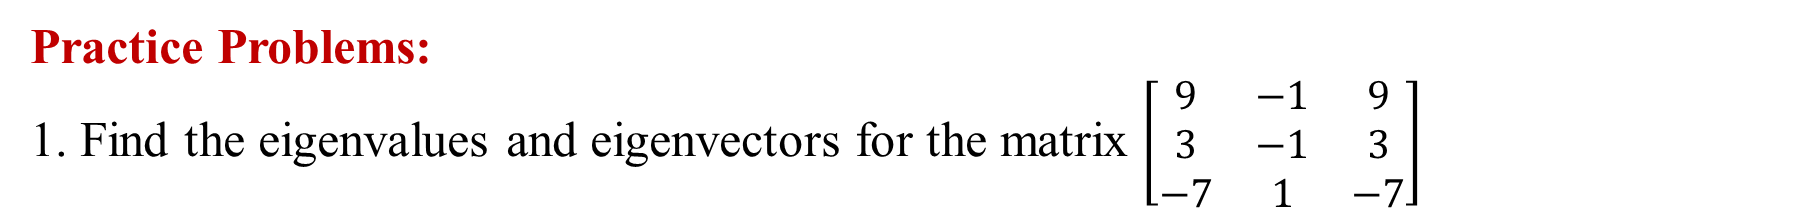 Practice Problems:
1. Find the eigenvalues and eigenvectors for the matrix [9 −1 9
3 −1 3
−7 1 −7]